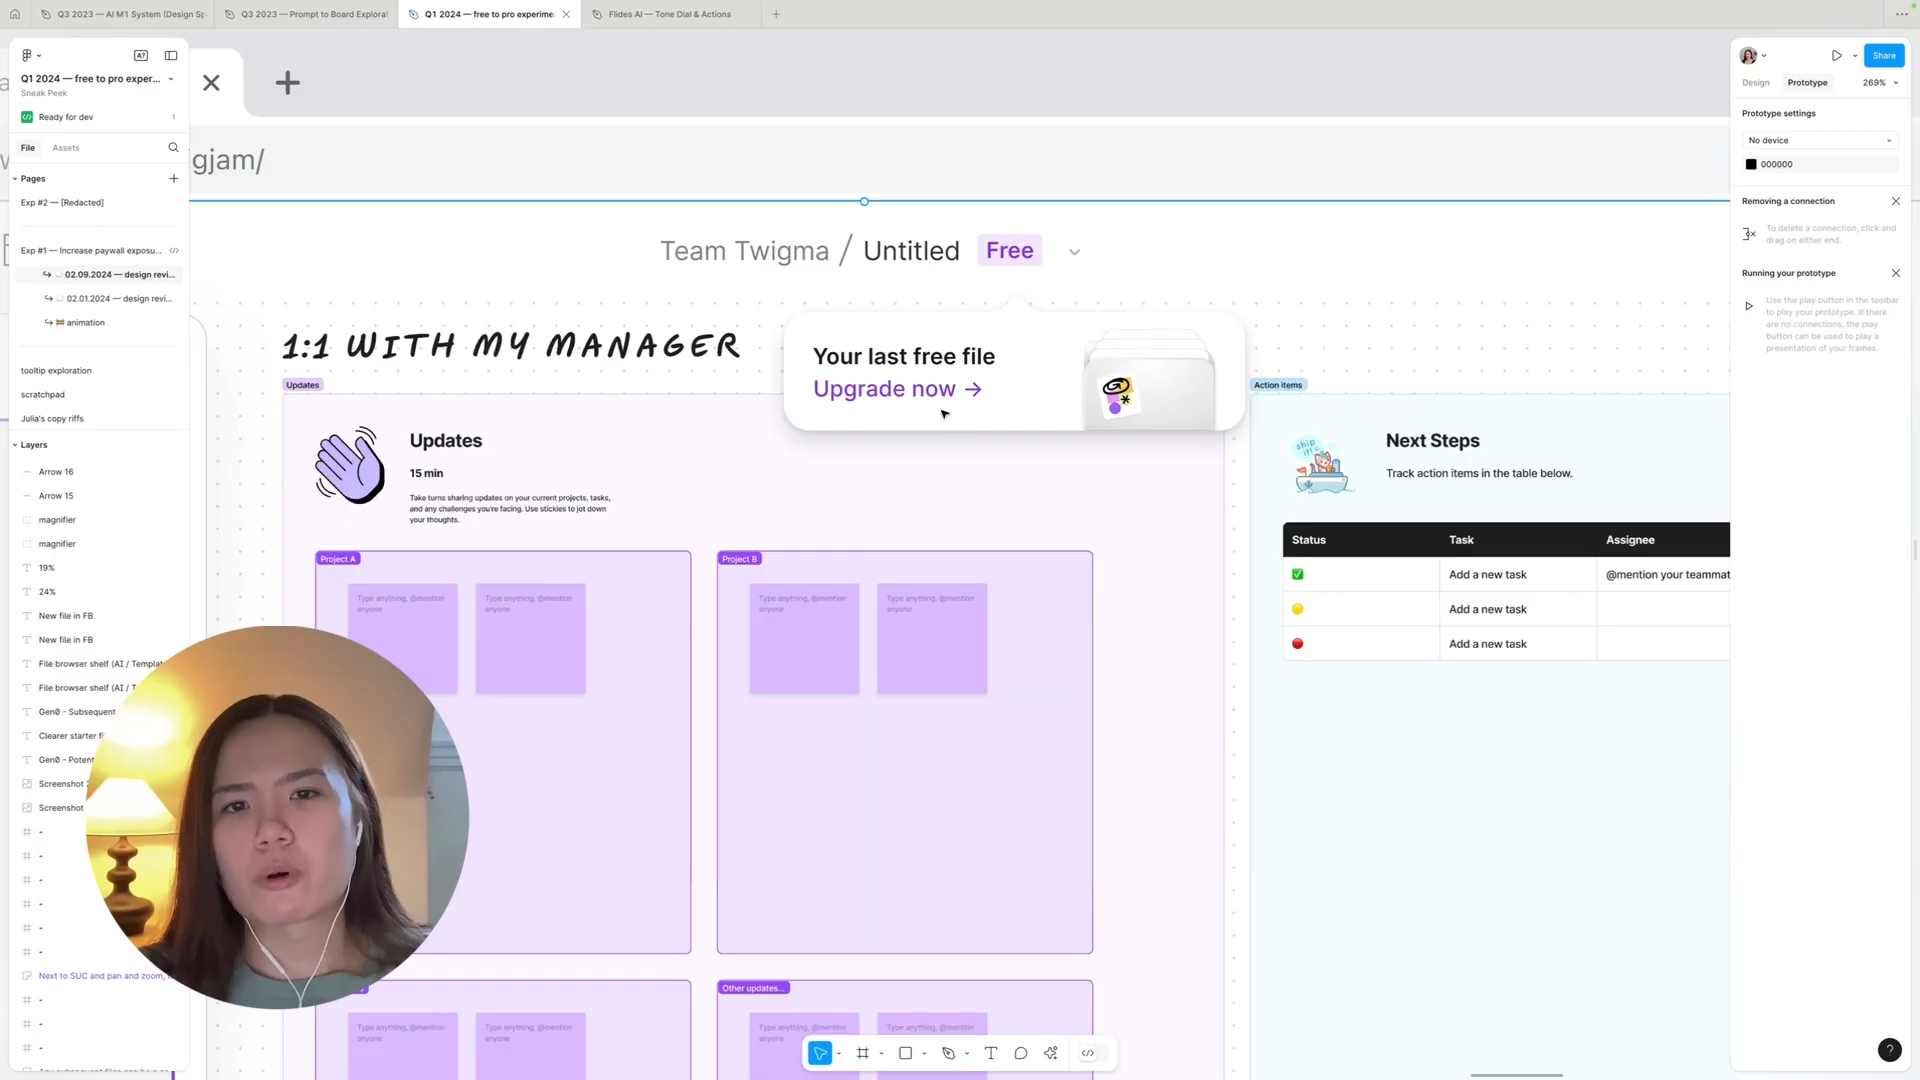 Q3 2023 — AI M1 System (Design Sp
Q3 2023 — Prompt to Board Explorat
Q1 2024 — free to pro experime
Flides AI — Tone Dial & Actions
Q1 2024 — free to pro exper...
Sneak Peek
Ready for dev
1
File
Assets
Pages
Exp #2 — [Redacted]
Exp #1 — Increase paywall exposu...
02.09.2024 — design revi...
02.01.2024 — design revi...
animation
tooltip exploration
scratchpad
Julia's copy riffs
Layers
Arrow 16
Arrow 15
magnifier
magnifier
19%
24%
New file in FB
New file in FB
File browser shelf (AI / Templat
File browser shelf (AI / T
Gen0 - Subsequent
Clearer starter fi
Gen0 - Potent
Screenshot 2
Screenshot
Next to SUC and pan and zoom,
gjam/
Team Twigma / Untitled
Free
1:1 WITH MY MANAGER
Your last free file
Upgrade now →
Updates
Updates
15 min
Take turns sharing updates on your current projects, tasks,
and any challenges you're facing. Use stickies to jot down
your thoughts.
Project A
Type anything, @mention
anyone
Type anything, @mention
anyone
Project B
Type anything, @mention
anyone
Type anything, @mention
anyone
Other updates...
Type anything, @mention
anyone
Type anything, @mention
anyone
Type anything, @mention
Type anything, @mention
Action items
ship
it!
Next Steps
Track action items in the table below.
Status
Task
Assignee
Add a new task
@mention your teammat
Add a new task
Add a new task
Share
Design
Prototype
269%
Prototype settings
No device
000000
Removing a connection
To delete a connection, click and
drag on either end.
Running your prototype
Use the play button in the toolbar
to play your prototype. If there
are no connections, the play
button can be used to play a
presentation of your frames.
?